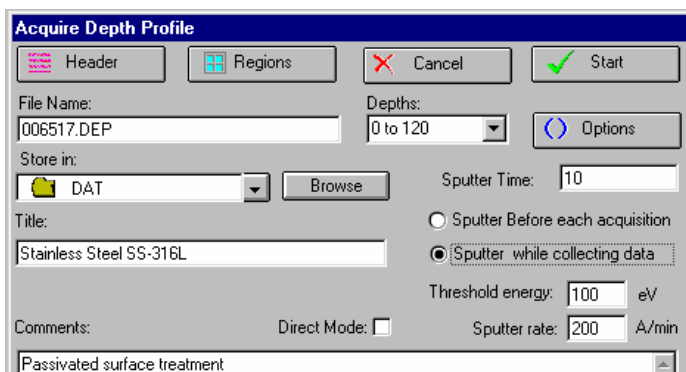 Acquire Depth Profile
Header Regions Cancel Start
File Name: Depths:
006517.DEP 0 to 120 Options
Store in:
DAT Browse Sputter Time: 10
Title: Sputter Before each acquisition
Stainless Steel SS-316L Sputter while collecting data
Threshold energy: 100 eV
Comments: Direct Mode: Sputter rate: 200 A/min
Passivated surface treatment